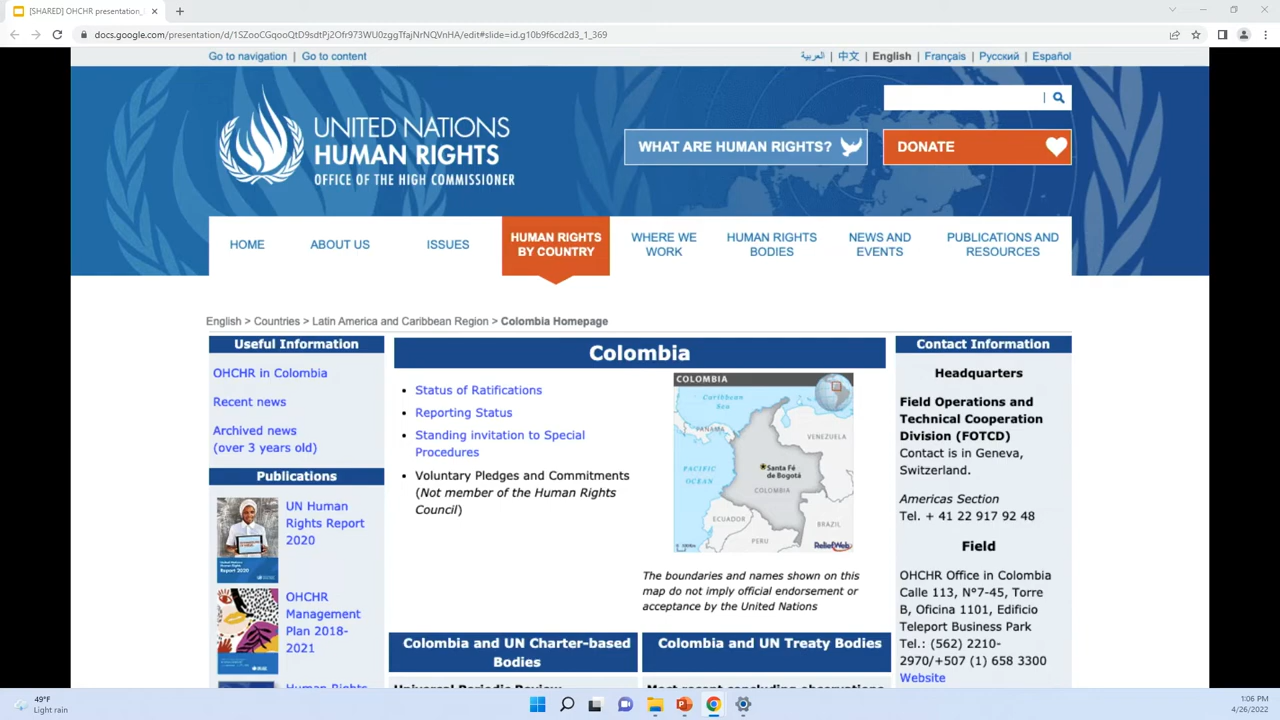 [SHARED] OHCHR presentation_
docs.google.com/presentation/d/1SZooCGqooQtD9sdtPj2Ofr973WU0zggTfajNrNQVnHA/edit#slide=id.g10b9f6cd2d3_1_369
Go to navigation | Go to content
العربية | 中文 | English | Français | Русский | Español
UNITED NATIONS
HUMAN RIGHTS
OFFICE OF THE HIGH COMMISSIONER
WHAT ARE HUMAN RIGHTS?
DONATE
HOME
ABOUT US
ISSUES
HUMAN RIGHTS
BY COUNTRY
WHERE WE
WORK
HUMAN RIGHTS
BODIES
NEWS AND
EVENTS
PUBLICATIONS AND
RESOURCES
English > Countries > Latin America and Caribbean Region > Colombia Homepage
Useful Information
OHCHR in Colombia
Recent news
Archived news
(over 3 years old)
Publications
UN Human
Rights Report
2020
OHCHR
Management
Plan 2018-
2021
Human Rights
Colombia
• Status of Ratifications
• Reporting Status
• Standing invitation to Special
Procedures
• Voluntary Pledges and Commitments
(Not member of the Human Rights
Council)
COLOMBIA
Caribbean
Sea
PANAMA
VENEZUELA
PACIFIC
OCEAN
Santa Fé
de Bogotá
COLOMBIA
ECUADOR
BRAZIL
PERU
ReliefWeb
The boundaries and names shown on this
map do not imply official endorsement or
acceptance by the United Nations
Colombia and UN Charter-based
Bodies
Universal Periodic Review
Colombia and UN Treaty Bodies
Most recent concluding observations
Contact Information
Headquarters
Field Operations and
Technical Cooperation
Division (FOTCD)
Contact is in Geneva,
Switzerland.
Americas Section
Tel. + 41 22 917 92 48
Field
OHCHR Office in Colombia
Calle 113, N°7-45, Torre
B, Oficina 1101, Edificio
Teleport Business Park
Tel.: (562) 2210-
2970/+507 (1) 658 3300
Website
49°F
Light rain
1:06 PM
4/26/2022